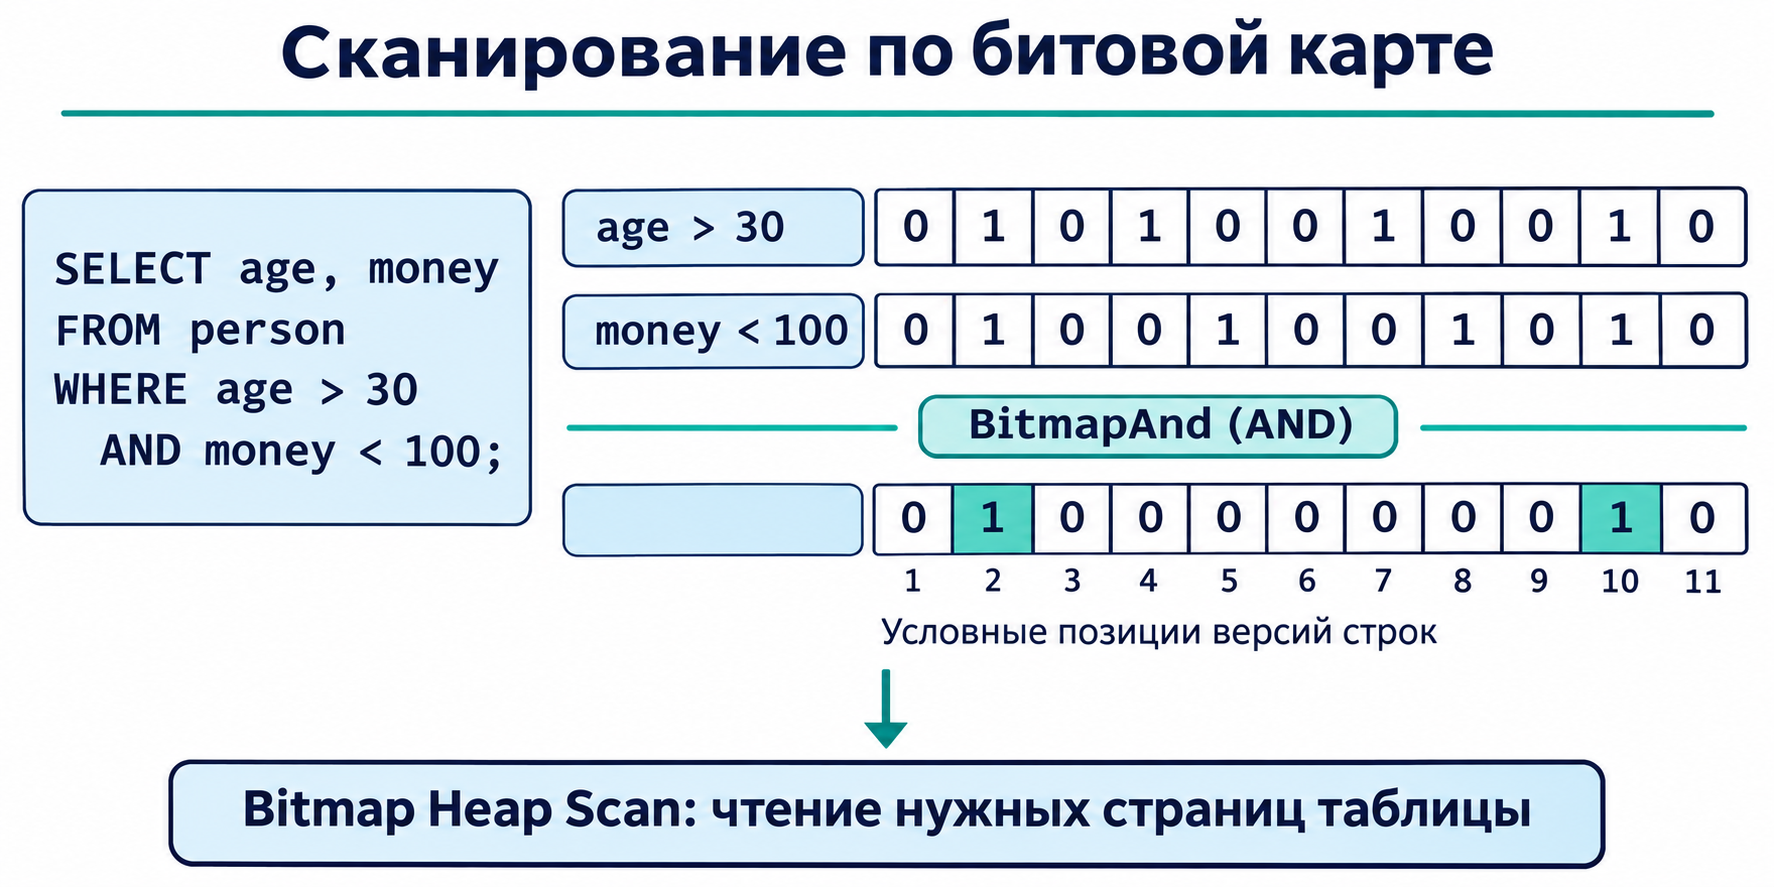 Сканирование по битовой карте
SELECT age, money
FROM person
WHERE age > 30
AND money < 100;
age > 30 0 1 0 1 0 0 1 0 0 1 0
money < 100 0 1 0 0 1 0 0 1 0 1 0
BitmapAnd (AND)
0 1 0 0 0 0 0 0 0 1 0
1 2 3 4 5 6 7 8 9 10 11
Условные позиции версий строк
Bitmap Heap Scan: чтение нужных страниц таблицы